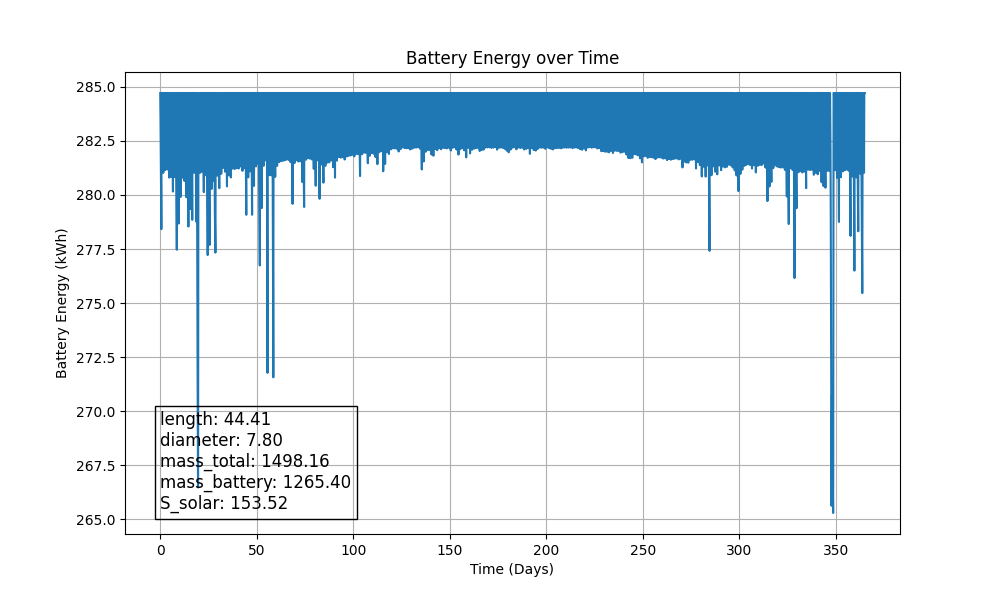 Battery Energy over Time
285.0
282.5
280.0
277.5
275.0
272.5
270.0
267.5
265.0
Battery Energy (kWh)
length: 44.41
diameter: 7.80
mass_total: 1498.16
mass_battery: 1265.40
S_solar: 153.52
0 50 100 150 200 250 300 350
Time (Days)